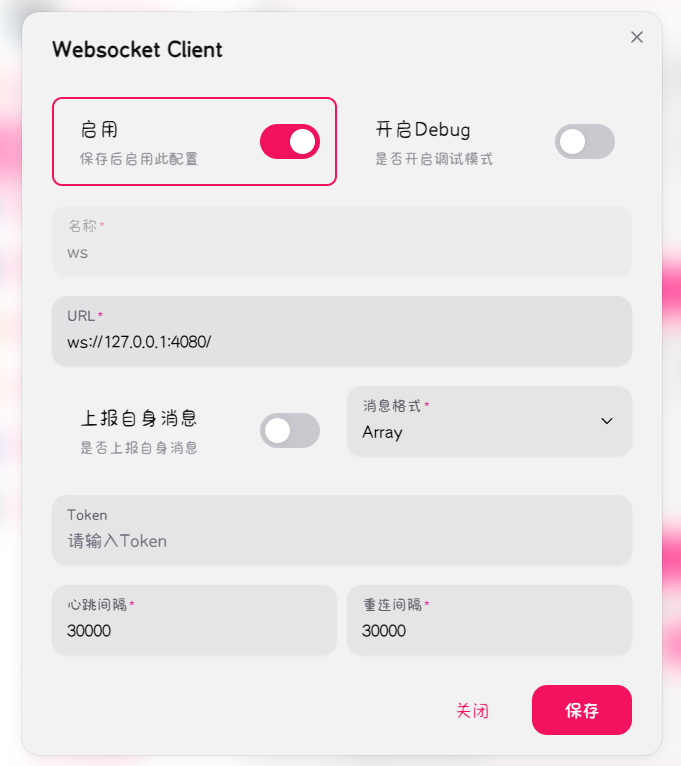 Websocket Client
启用
保存后启用此配置
开启Debug
是否开启调试模式
名称*
ws
URL*
ws://127.0.0.1:4080/
上报自身消息
是否上报自身消息
消息格式*
Array
Token
请输入Token
心跳间隔*
30000
重连间隔*
30000
关闭
保存